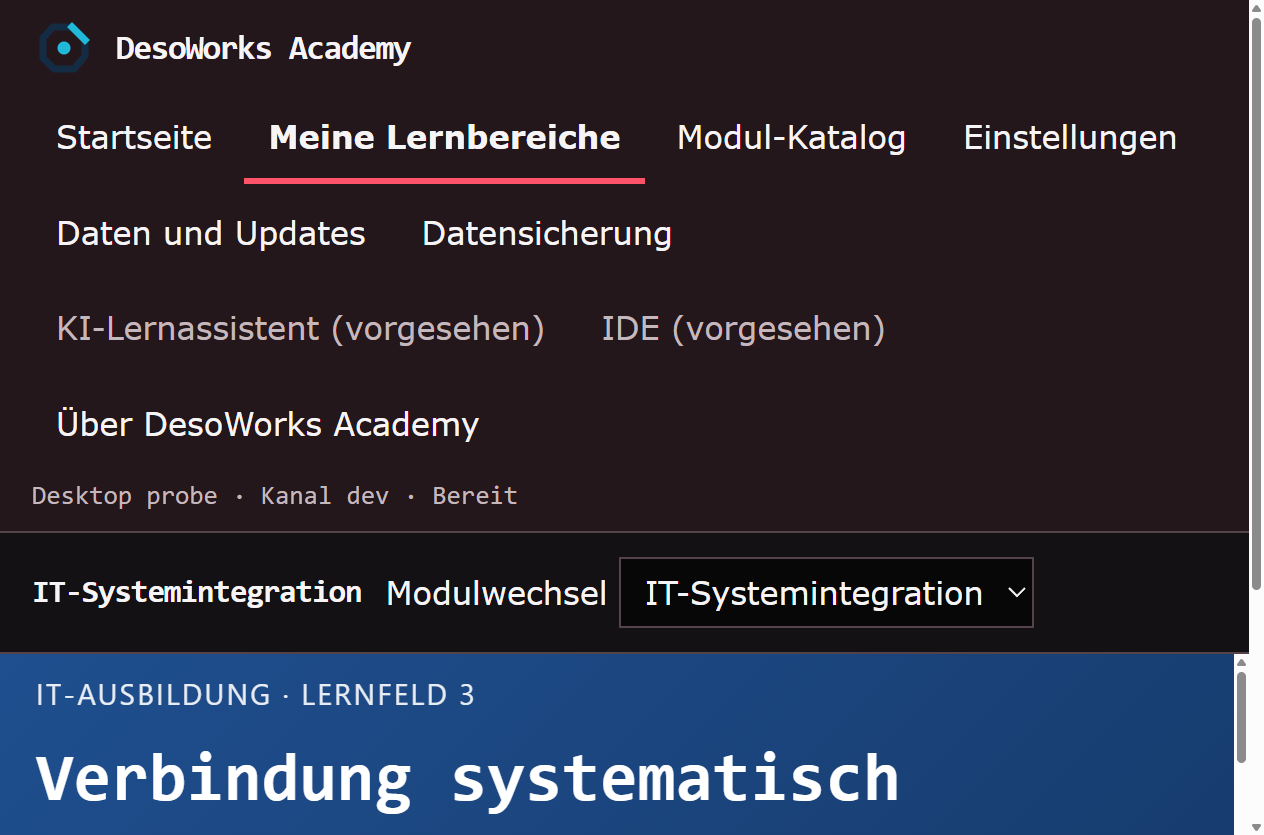 DesoWorks Academy
Startseite Meine Lernbereiche Modul-Katalog Einstellungen
Daten und Updates Datensicherung
KI-Lernassistent (vorgesehen) IDE (vorgesehen)
Über DesoWorks Academy
Desktop probe · Kanal dev · Bereit
IT-Systemintegration Modulwechsel IT-Systemintegration
IT-AUSBILDUNG · LERNFELD 3
Verbindung systematisch